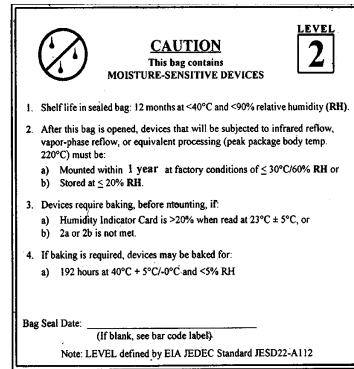 LEVEL
2
CAUTION
This bag contains
MOISTURE-SENSITIVE DEVICES
1. Shelf life in sealed bag: 12 months at <40°C and <90% relative humidity (RH).
2. After this bag is opened, devices that will be subjected to infrared reflow,
vapor-phase reflow, or equivalent processing (peak package body temp.
220°C) must be:
a) Mounted within 1 year at factory conditions of ≤ 30°C/60% RH or
b) Stored at ≤ 20% RH.
3. Devices require baking, before mounting, if:
a) Humidity Indicator Card is >20% when read at 23°C ± 5°C, or
b) 2a or 2b is not met.
4. If baking is required, devices may be baked for:
a) 192 hours at 40°C + 5°C/-0°C and <5% RH
Bag Seal Date:
(If blank, see bar code label)
Note: LEVEL defined by EIA JEDEC Standard JESD22-A112